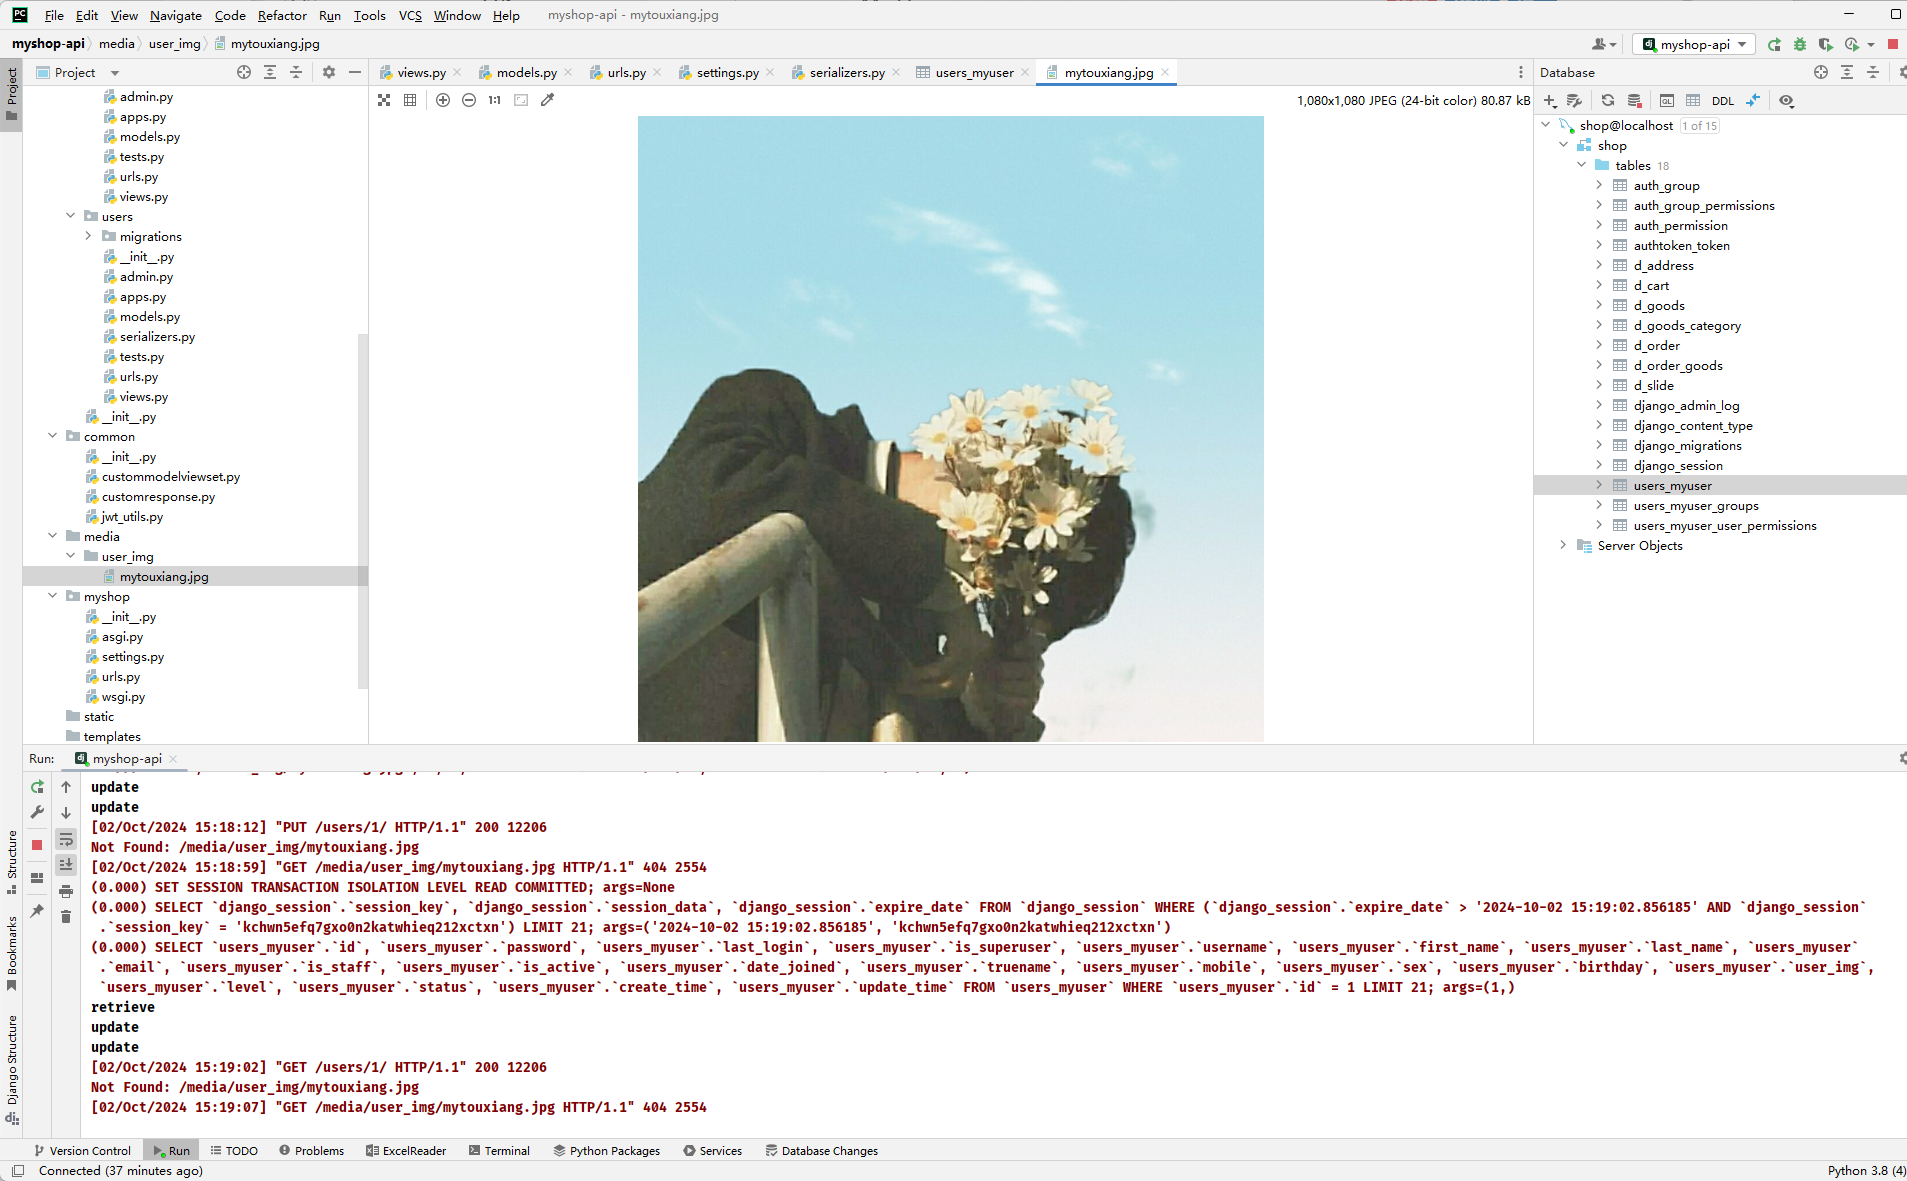 File Edit View Navigate Code Refactor Run Tools VCS Window Help myshop-api - mytouxiang.jpg
myshop-api media user_img mytouxiang.jpg
myshop-api
Project
Project
views.py models.py urls.py settings.py serializers.py users_myuser mytouxiang.jpg
Database
1:1
1,080x1,080 JPEG (24-bit color) 80.87 kB
DDL
admin.py
apps.py
models.py
tests.py
urls.py
views.py
users
migrations
__init__.py
admin.py
apps.py
models.py
serializers.py
tests.py
urls.py
views.py
__init__.py
common
__init__.py
custommodelviewset.py
customresponse.py
jwt_utils.py
media
user_img
mytouxiang.jpg
myshop
__init__.py
asgi.py
settings.py
urls.py
wsgi.py
static
templates
shop@localhost 1 of 15
shop
tables 18
auth_group
auth_group_permissions
auth_permission
authtoken_token
d_address
d_cart
d_goods
d_goods_category
d_order
d_order_goods
d_slide
django_admin_log
django_content_type
django_migrations
django_session
users_myuser
users_myuser_groups
users_myuser_user_permissions
Server Objects
Run: myshop-api
update
update
[02/Oct/2024 15:18:12] "PUT /users/1/ HTTP/1.1" 200 12206
Not Found: /media/user_img/mytouxiang.jpg
[02/Oct/2024 15:18:59] "GET /media/user_img/mytouxiang.jpg HTTP/1.1" 404 2554
(0.000) SET SESSION TRANSACTION ISOLATION LEVEL READ COMMITTED; args=None
(0.000) SELECT `django_session`.`session_key`, `django_session`.`session_data`, `django_session`.`expire_date` FROM `django_session` WHERE (`django_session`.`expire_date` > '2024-10-02 15:19:02.856185' AND `django_session`
.`session_key` = 'kchwn5efq7gxo0n2katwhieq212xctxn') LIMIT 21; args=('2024-10-02 15:19:02.856185', 'kchwn5efq7gxo0n2katwhieq212xctxn')
(0.000) SELECT `users_myuser`.`id`, `users_myuser`.`password`, `users_myuser`.`last_login`, `users_myuser`.`is_superuser`, `users_myuser`.`username`, `users_myuser`.`first_name`, `users_myuser`.`last_name`, `users_myuser`
.`email`, `users_myuser`.`is_staff`, `users_myuser`.`is_active`, `users_myuser`.`date_joined`, `users_myuser`.`truename`, `users_myuser`.`mobile`, `users_myuser`.`sex`, `users_myuser`.`birthday`, `users_myuser`.`user_img`,
`users_myuser`.`level`, `users_myuser`.`status`, `users_myuser`.`create_time`, `users_myuser`.`update_time` FROM `users_myuser` WHERE `users_myuser`.`id` = 1 LIMIT 21; args=(1,)
retrieve
update
update
[02/Oct/2024 15:19:02] "GET /users/1/ HTTP/1.1" 200 12206
Not Found: /media/user_img/mytouxiang.jpg
[02/Oct/2024 15:19:07] "GET /media/user_img/mytouxiang.jpg HTTP/1.1" 404 2554
Structure
Bookmarks
Django Structure
Version Control Run TODO Problems ExcelReader Terminal Python Packages Services Database Changes
Connected (37 minutes ago)
Python 3.8 (4)